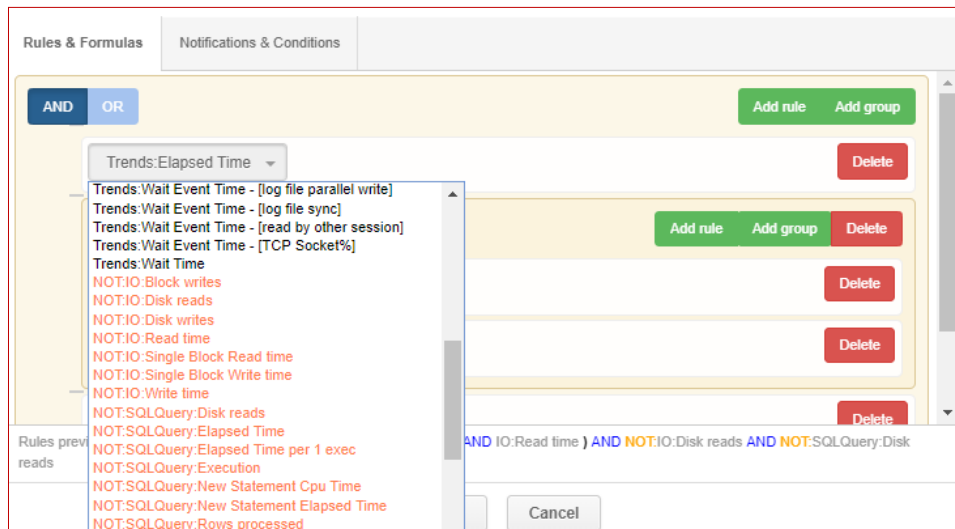 Rules & Formulas
Notifications & Conditions
AND OR
Add rule Add group
Trends:Elapsed Time
Delete
Trends:Wait Event Time - [log file parallel write]
Trends:Wait Event Time - [log file sync]
Trends:Wait Event Time - [read by other session]
Add rule Add group Delete
Trends:Wait Event Time - [TCP Socket%]
Trends:Wait Time
NOT:IO:Block writes
Delete
NOT:IO:Disk reads
NOT:IO:Disk writes
NOT:IO:Read time
Delete
NOT:IO:Single Block Read time
NOT:IO:Single Block Write time
NOT:IO:Write time
NOT:SQLQuery:Disk reads
Delete
NOT:SQLQuery:Elapsed Time
Rules previ
AND IO:Read time ) AND NOT:IO:Disk reads AND NOT:SQLQuery:Disk
reads
NOT:SQLQuery:Elapsed Time per 1 exec
NOT:SQLQuery:Execution
NOT:SQLQuery:New Statement Cpu Time
NOT:SQLQuery:New Statement Elapsed Time
Cancel
NOT:SQLQuery:Rows processed